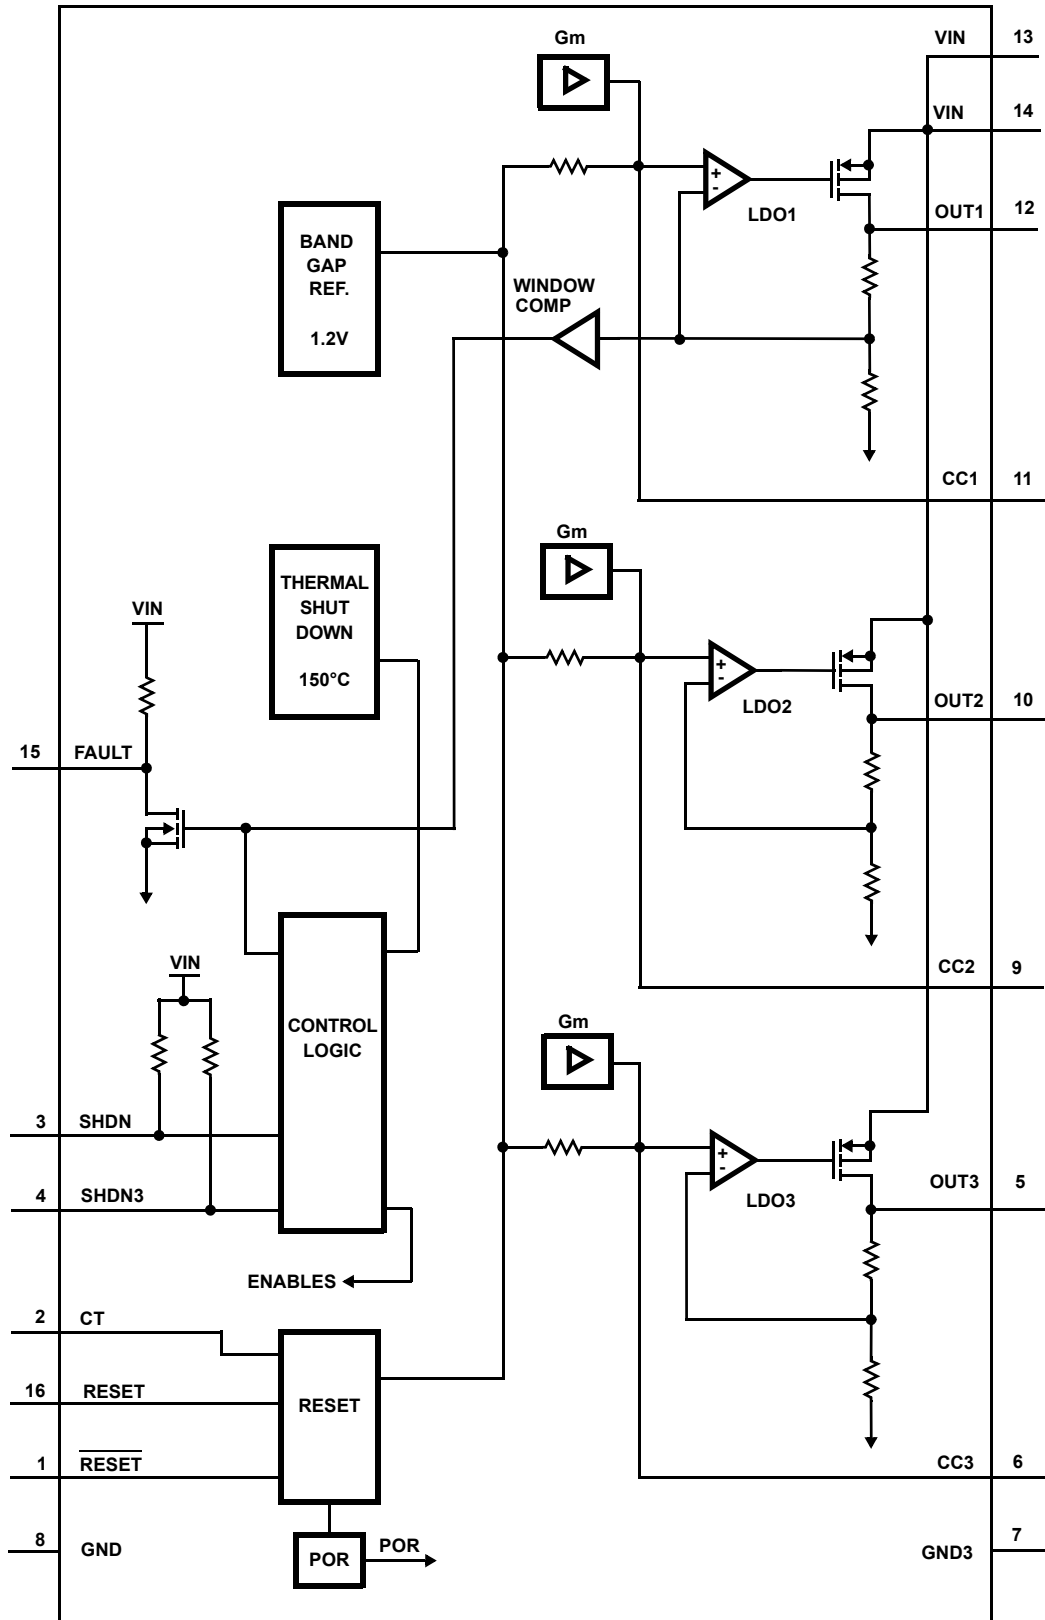 Gm
VIN 13
VIN 14
LDO1
OUT1 12
BAND
GAP
REF.
1.2V
WINDOW
COMP
+
-
CC1 11
Gm
THERMAL
SHUT
DOWN
150°C
VIN
+
-
LDO2
OUT2 10
15 FAULT
CC2 9
VIN
CONTROL
LOGIC
Gm
3 SHDN
4 SHDN3
+
-
LDO3
OUT3 5
ENABLES
2 CT
16 RESET
RESET
1 RESET
CC3 6
8 GND
POR
POR
GND3 7